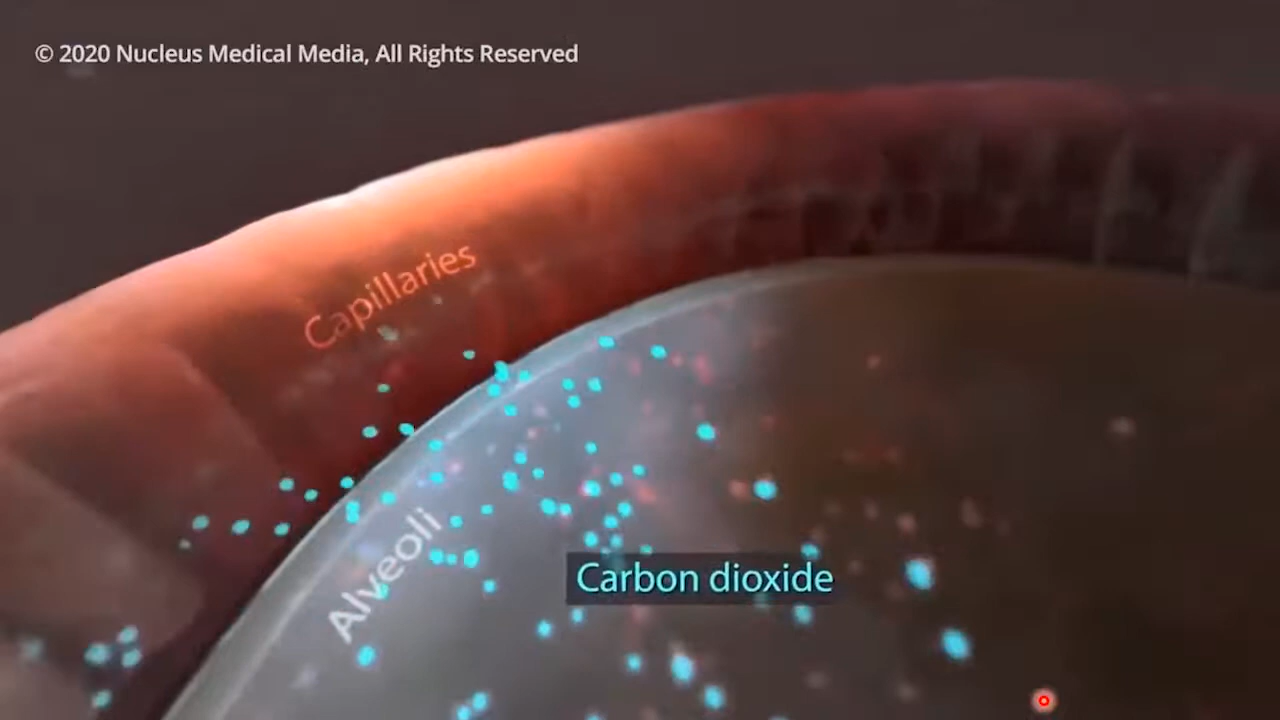 © 2020 Nucleus Medical Media, All Rights Reserved
Capillaries
Alveoli
Carbon dioxide